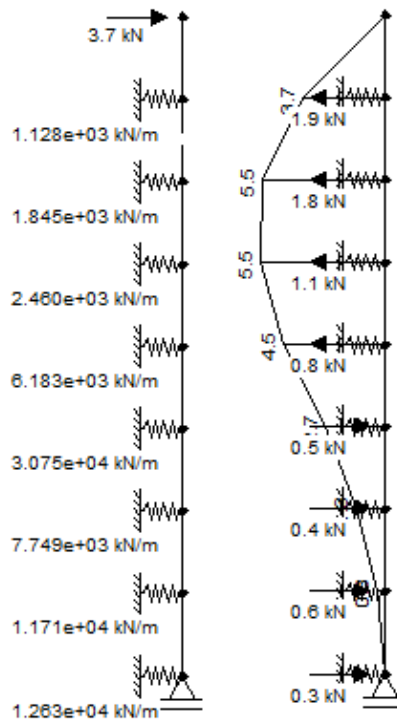 3.7 kN
1.128e+03 kN/m
1.845e+03 kN/m
2.460e+03 kN/m
6.183e+03 kN/m
3.075e+04 kN/m
7.749e+03 kN/m
1.171e+04 kN/m
1.263e+04 kN/m
3.7
1.9 kN
5.5
1.8 kN
5.5
1.1 kN
4.5
0.8 kN
0.5 kN
0.4 kN
0.6 kN
0.3 kN